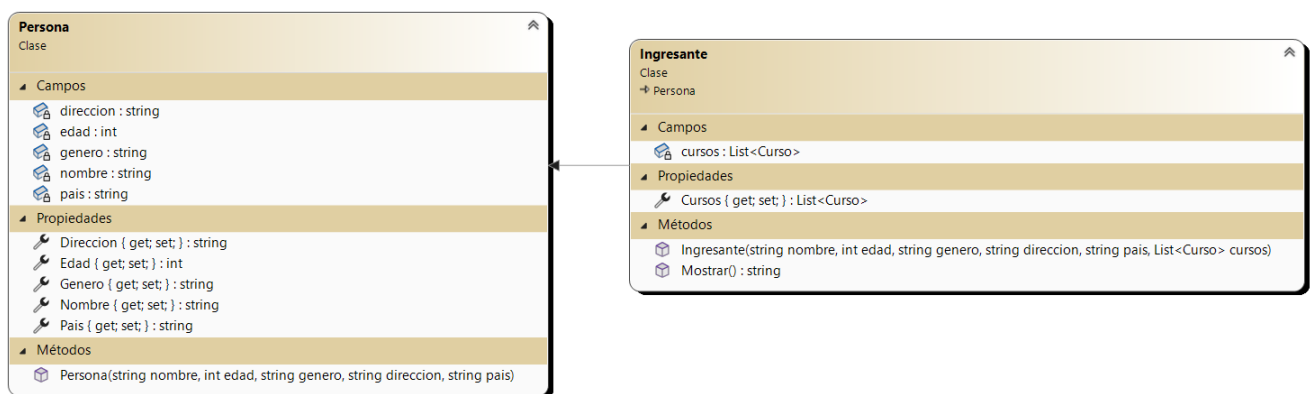 Persona
Clase
Campos
direccion : string
edad : int
genero : string
nombre : string
pais : string
Propiedades
Direccion { get; set; } : string
Edad { get; set; } : int
Genero { get; set; } : string
Nombre { get; set; } : string
Pais { get; set; } : string
Métodos
Persona(string nombre, int edad, string genero, string direccion, string pais)
Ingresante
Clase
Persona
Campos
cursos : List<Curso>
Propiedades
Cursos { get; set; } : List<Curso>
Métodos
Ingresante(string nombre, int edad, string genero, string direccion, string pais, List<Curso> cursos)
Mostrar() : string